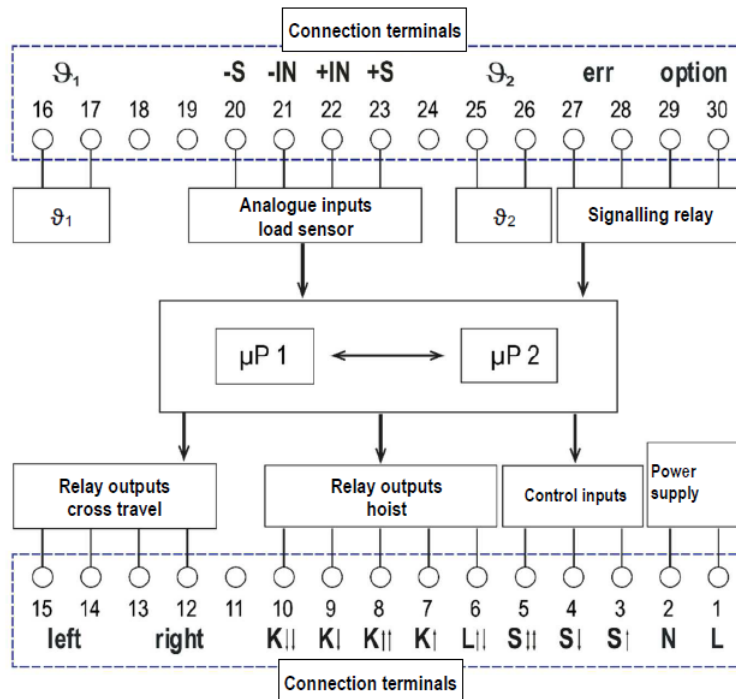 Connection terminals
ϑ₁ -S -IN +IN +S ϑ₂ err option
16 17 18 19 20 21 22 23 24 25 26 27 28 29 30
ϑ₁
Analogue inputs
load sensor
ϑ₂
Signalling relay
µP 1
µP 2
Relay outputs
cross travel
Relay outputs
hoist
Control inputs
Power
supply
15 14 13 12 11 10 9 8 7 6 5 4 3 2 1
left right K↓↓ K↓ K↑↑ K↑ L↑↓ S↑↓ S↓ S↑ N L
Connection terminals